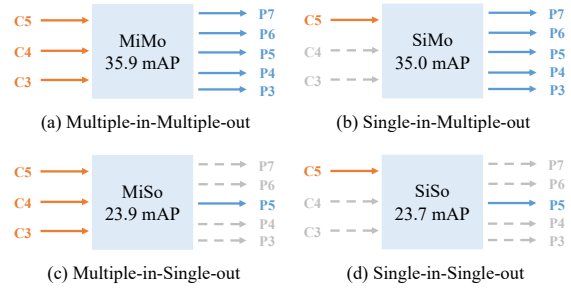 C5
C4
C3
MiMo
35.9 mAP
P7
P6
P5
P4
P3
(a) Multiple-in-Multiple-out
C5
C4
C3
SiMo
35.0 mAP
P7
P6
P5
P4
P3
(b) Single-in-Multiple-out
C5
C4
C3
MiSo
23.9 mAP
P7
P6
P5
P4
P3
(c) Multiple-in-Single-out
C5
C4
C3
SiSo
23.7 mAP
P7
P6
P5
P4
P3
(d) Single-in-Single-out